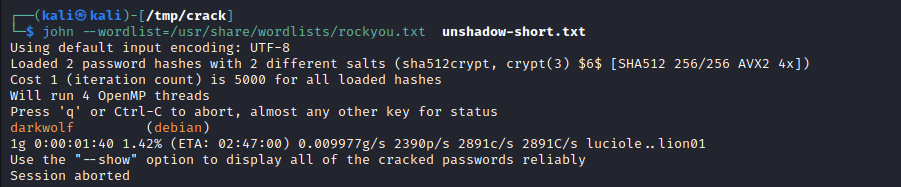 ┌──(kali㉿kali)-[/tmp/crack]
└─$ john --wordlist=/usr/share/wordlists/rockyou.txt  unshadow-short.txt
Using default input encoding: UTF-8
Loaded 2 password hashes with 2 different salts (sha512crypt, crypt(3) $6$ [SHA512 256/256 AVX2 4x])
Cost 1 (iteration count) is 5000 for all loaded hashes
Will run 4 OpenMP threads
Press 'q' or Ctrl-C to abort, almost any other key for status
darkwolf         (debian)
1g 0:00:01:40 1.42% (ETA: 02:47:00) 0.009977g/s 2390p/s 2891c/s 2891C/s luciole..lion01
Use the "--show" option to display all of the cracked passwords reliably
Session aborted